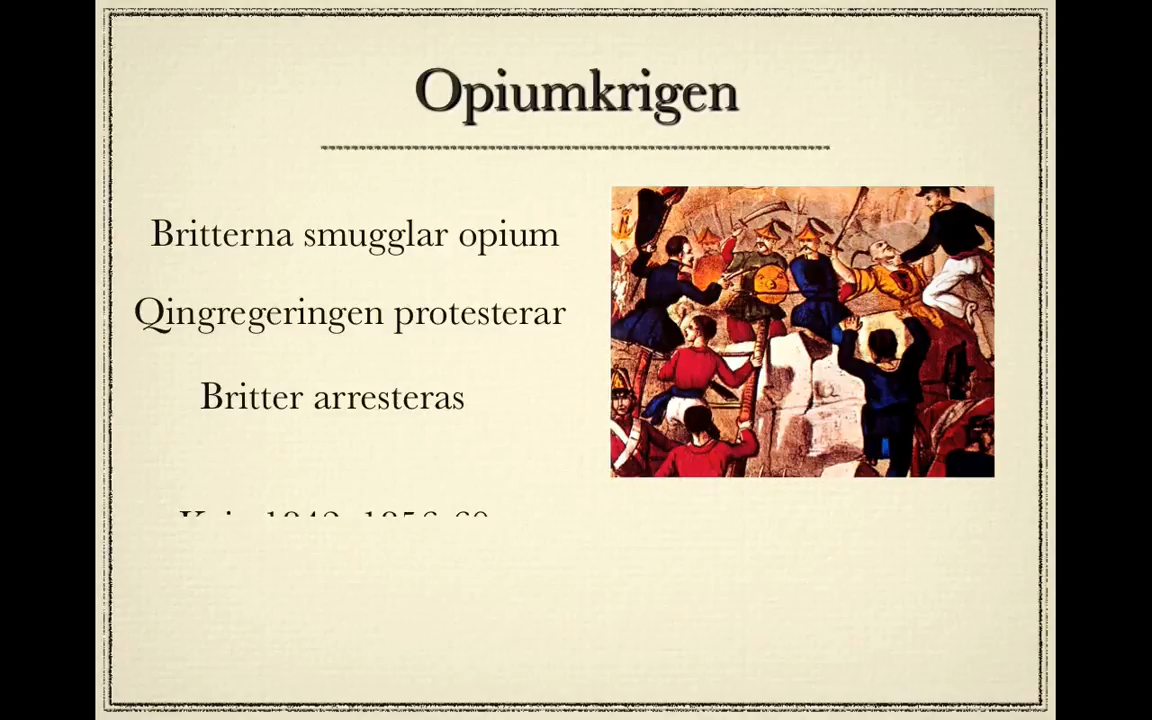 Opiumkrigen
Britterna smugglar opium
Qingregeringen protesterar
Britter arresteras